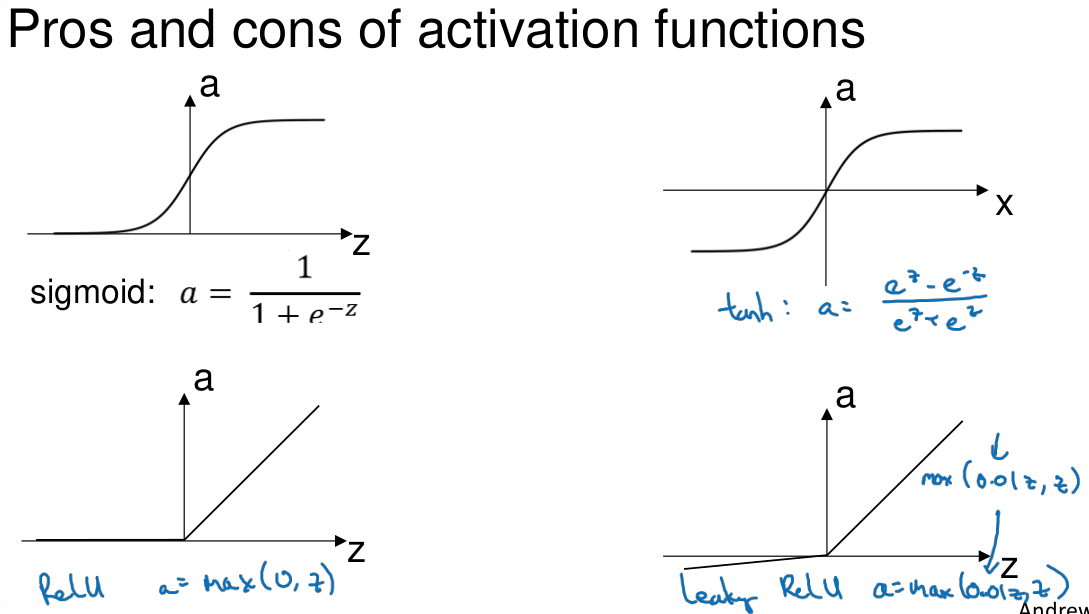 Pros and cons of activation functions
a
z
sigmoid: a = 1 / (1 + e^-z)
a
x
tanh: a = (e^z - e^-z) / (e^z + e^z)
a
z
ReLU a = max(0, z)
a
max(0.01z, z)
z
Leaky ReLU a = max(0.01z, z)
Andrew